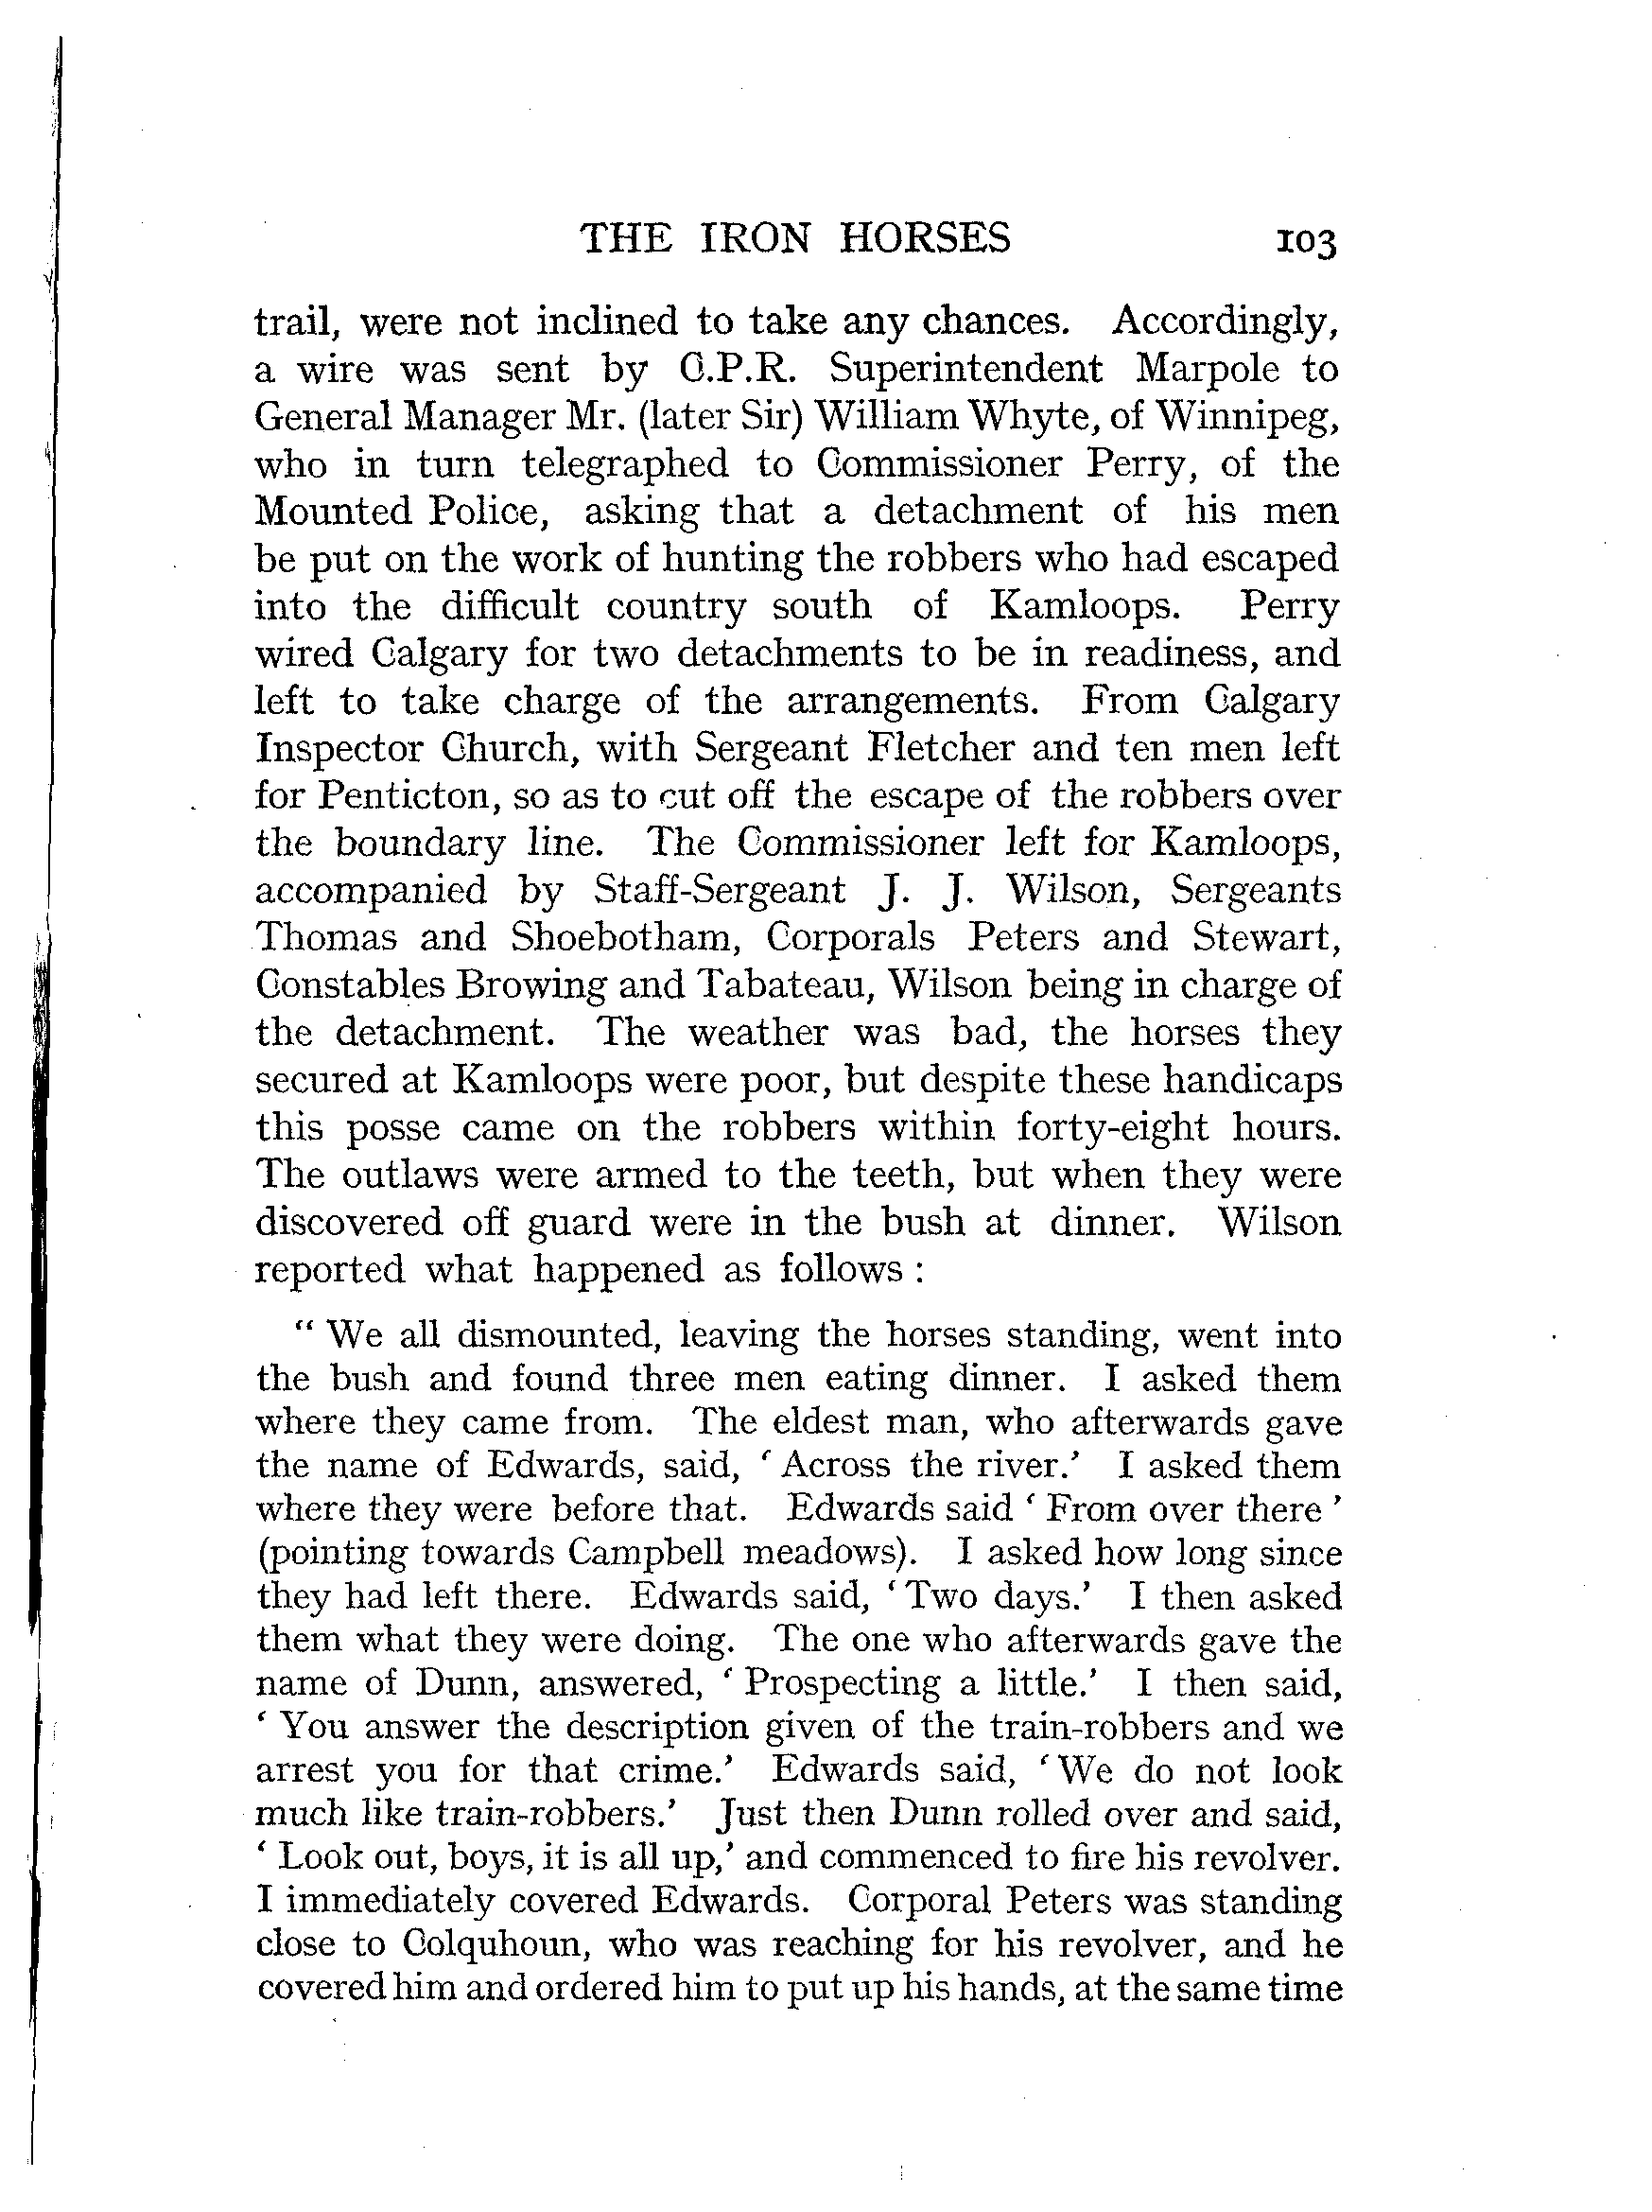 THE IRON HORSES 103
trail, were not inclined to take any chances. Accordingly,
a wire was sent by C.P.R. Superintendent Marpole to
General Manager Mr. (later Sir) William Whyte, of Winnipeg,
who in turn telegraphed to Commissioner Perry, of the
Mounted Police, asking that a detachment of his men
be put on the work of hunting the robbers who had escaped
into the difficult country south of Kamloops. Perry
wired Calgary for two detachments to be in readiness, and
left to take charge of the arrangements. From Calgary
Inspector Church, with Sergeant Fletcher and ten men left
for Penticton, so as to cut off the escape of the robbers over
the boundary line. The Commissioner left for Kamloops,
accompanied by Staff-Sergeant J. J. Wilson, Sergeants
Thomas and Shoebotham, Corporals Peters and Stewart,
Constables Browing and Tabateau, Wilson being in charge of
the detachment. The weather was bad, the horses they
secured at Kamloops were poor, but despite these handicaps
this posse came on the robbers within forty-eight hours.
The outlaws were armed to the teeth, but when they were
discovered off guard were in the bush at dinner. Wilson
reported what happened as follows :
“ We all dismounted, leaving the horses standing, went into
the bush and found three men eating dinner. I asked them
where they came from. The eldest man, who afterwards gave
the name of Edwards, said, ‘ Across the river.’ I asked them
where they were before that. Edwards said ‘ From over there ’
(pointing towards Campbell meadows). I asked how long since
they had left there. Edwards said, ‘ Two days.’ I then asked
them what they were doing. The one who afterwards gave the
name of Dunn, answered, ‘ Prospecting a little.’ I then said,
‘ You answer the description given of the train-robbers and we
arrest you for that crime.’ Edwards said, ‘ We do not look
much like train-robbers.’ Just then Dunn rolled over and said,
‘ Look out, boys, it is all up,’ and commenced to fire his revolver.
I immediately covered Edwards. Corporal Peters was standing
close to Colquhoun, who was reaching for his revolver, and he
covered him and ordered him to put up his hands, at the same time